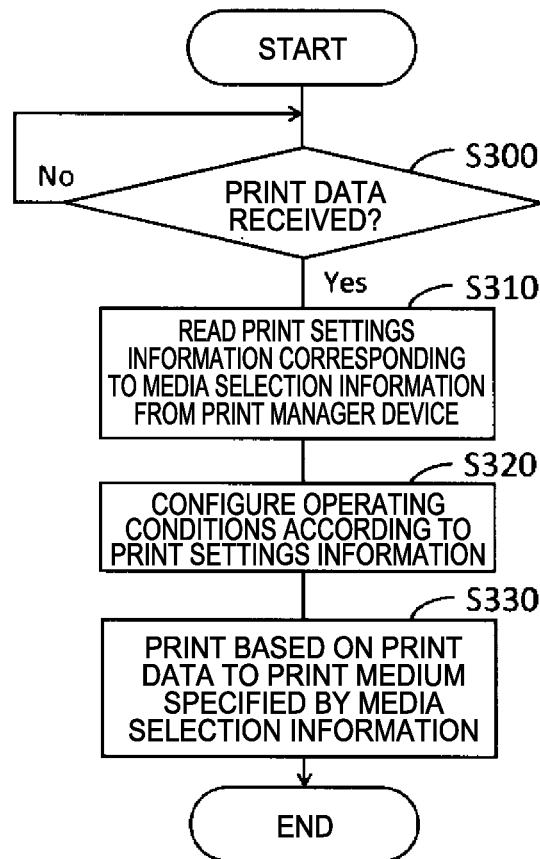 START
S300
No
PRINT DATA
RECEIVED?
Yes
S310
READ PRINT SETTINGS
INFORMATION CORRESPONDING
TO MEDIA SELECTION INFORMATION
FROM PRINT MANAGER DEVICE
S320
CONFIGURE OPERATING
CONDITIONS ACCORDING TO
PRINT SETTINGS INFORMATION
S330
PRINT BASED ON PRINT
DATA TO PRINT MEDIUM
SPECIFIED BY MEDIA
SELECTION INFORMATION
END